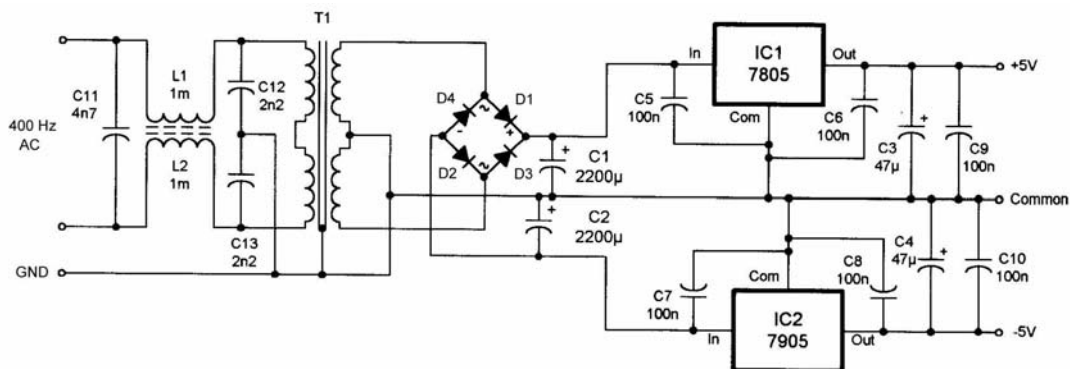 T1
400 Hz
AC
GND
C11
4n7
L1
1m
L2
1m
C12
2n2
C13
2n2
D4
D1
D2
D3
~
~
-
+
+
C1
2200µ
+
C2
2200µ
In
IC1
7805
Out
Com
C5
100n
C6
100n
C3
47µ
+
C9
100n
+5V
Common
C7
100n
Com
C8
100n
C4
47µ
+
C10
100n
In
IC2
7905
Out
-5V